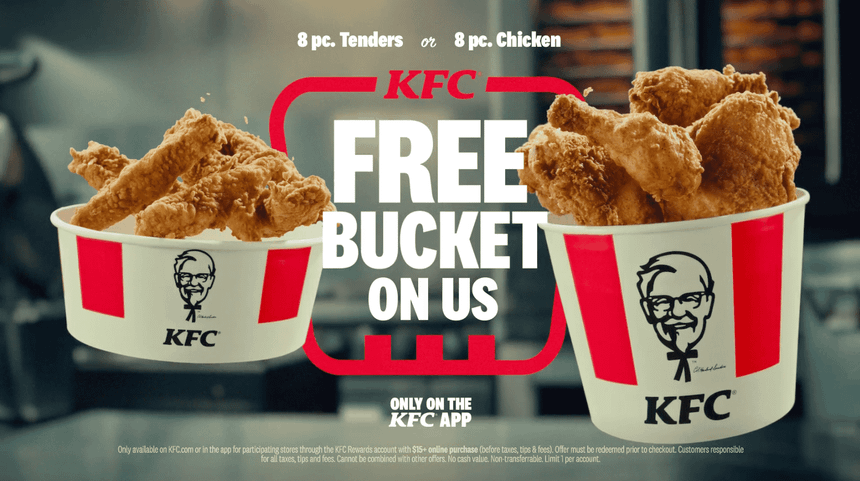 8 pc. Tenders or 8 pc. Chicken
KFC
FREE
BUCKET
ON US
KFC
KFC
ONLY ON THE
KFC APP
Only available on KFC.com or in the app for participating stores through the KFC Rewards account with $15+ online purchase (before taxes, tips & fees). Offer must be redeemed prior to checkout. Customers responsible
for all taxes, tips and fees. Cannot be combined with other offers. No cash value. Non-transferrable. Limit 1 per account.